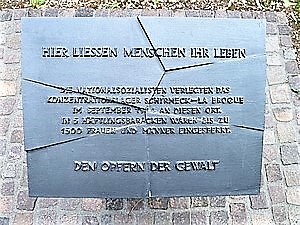 HIER LIESSEN MENSCHEN IHR LEBEN
DIE NATIONALSOZIALISTEN VERLEGTEN DAS
KONZENTRATIONSLAGER SCHIRMECK-LA BROQUE
IM SEPTEMBER AN DIESEN ORT.
IN 5 HÄFTLINGSBARACKEN WAREN BIS ZU
1500 FRAUEN UND MÄNNER EINGESPERRT.
DEN OPFERN DER GEWALT